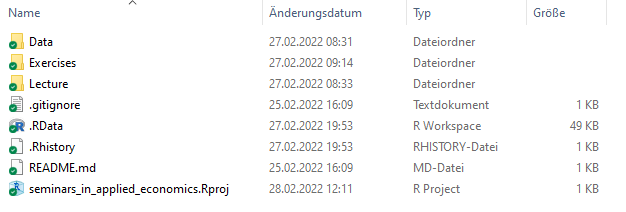 Name Änderungsdatum Typ Größe
Data 27.02.2022 08:31 Dateiordner
Exercises 27.02.2022 09:14 Dateiordner
Lecture 27.02.2022 08:33 Dateiordner
.gitignore 25.02.2022 16:09 Textdokument 1 KB
.RData 27.02.2022 19:53 R Workspace 49 KB
.Rhistory 27.02.2022 19:53 RHISTORY-Datei 1 KB
README.md 25.02.2022 16:09 MD-Datei 1 KB
seminars_in_applied_economics.Rproj 28.02.2022 12:11 R Project 1 KB